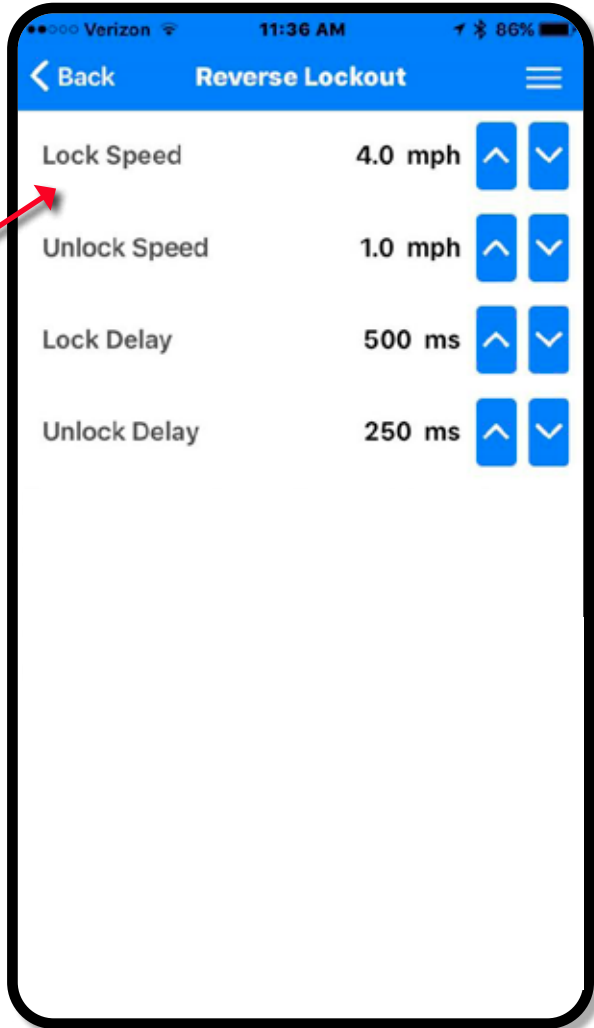 Verizon 11:36 AM 86%
Back Reverse Lockout
Lock Speed 4.0 mph
Unlock Speed 1.0 mph
Lock Delay 500 ms
Unlock Delay 250 ms